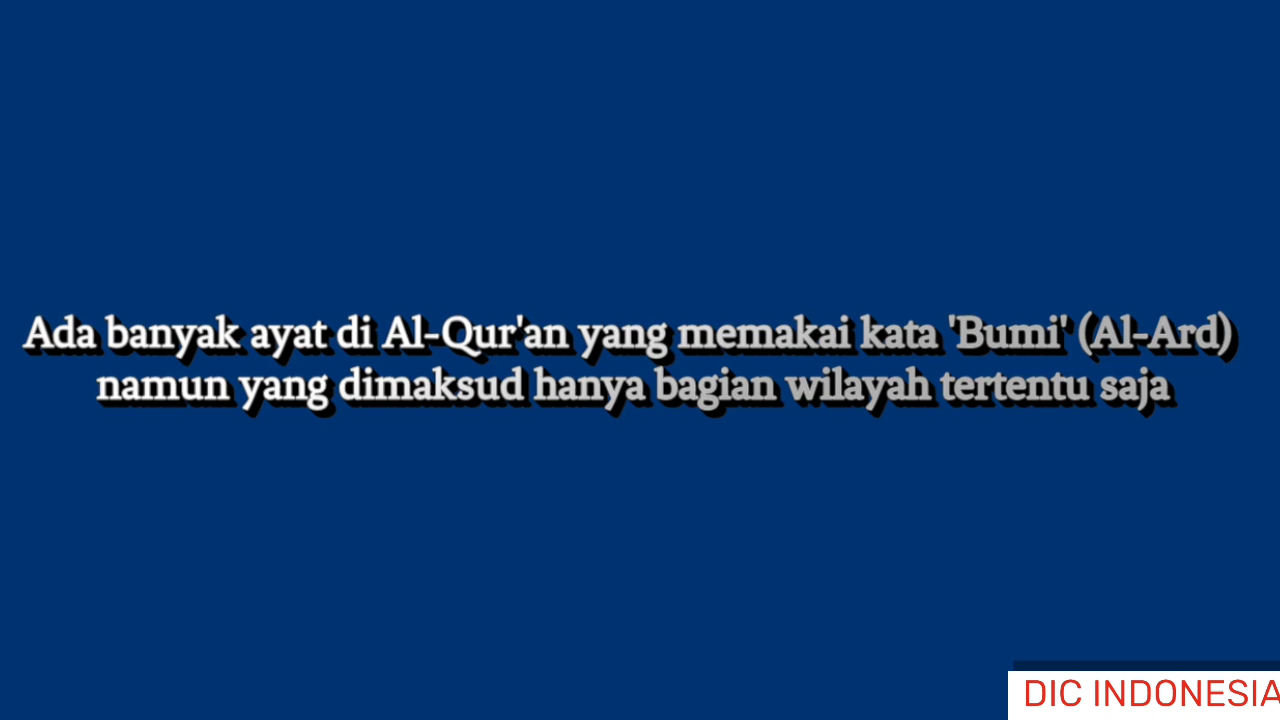 Ada banyak ayat di Al-Qur'an yang memakai kata 'Bumi' (Al-Ard)
namun yang dimaksud hanya bagian wilayah tertentu saja
DIC INDONESIA